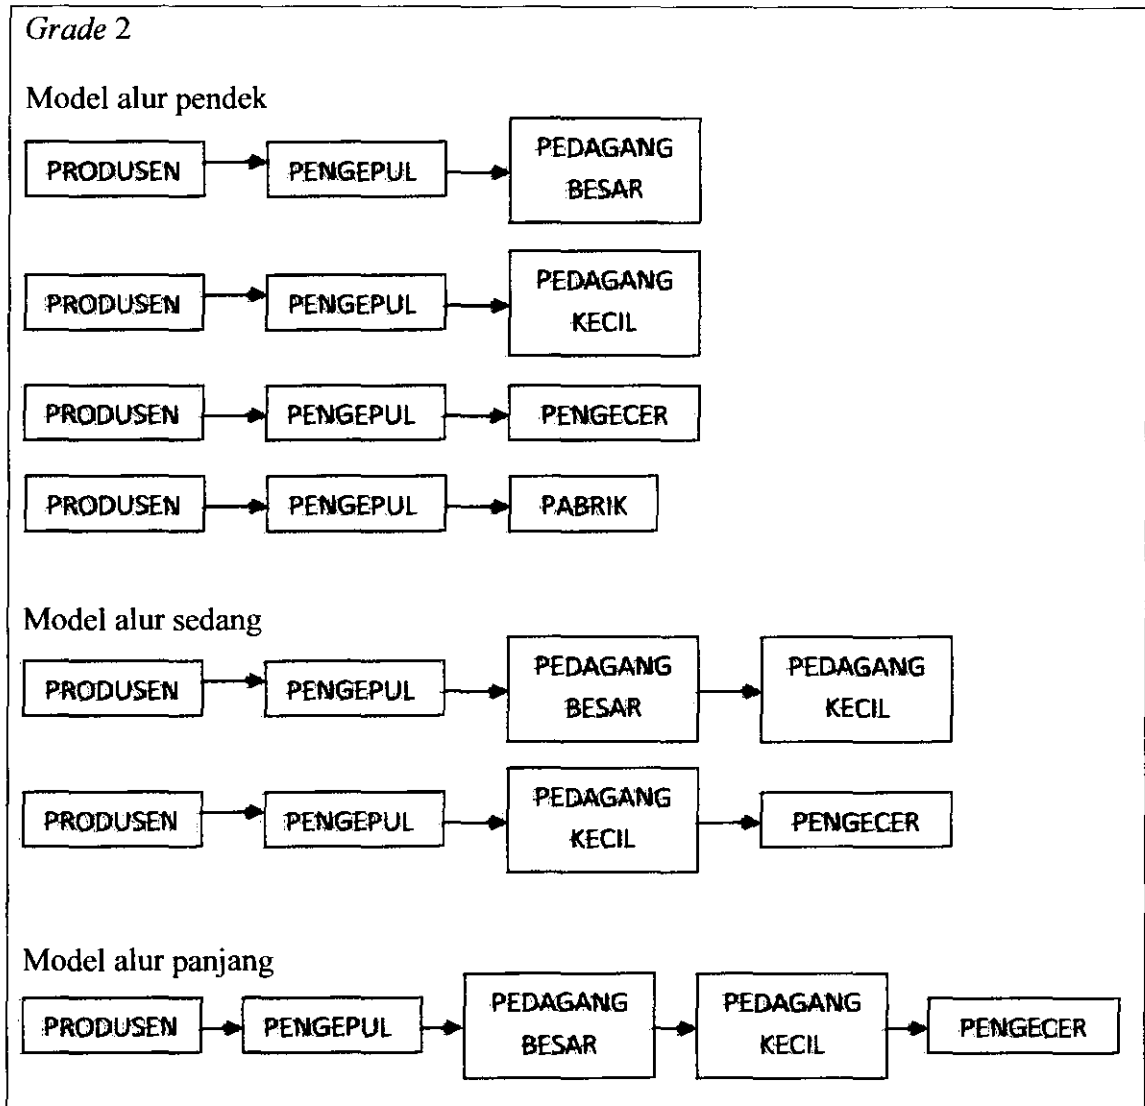 Grade 2
Model alur pendek
PRODUSEN PENGEPUL PEDAGANG
BESAR
PRODUSEN PENGEPUL PEDAGANG
KECIL
PRODUSEN PENGEPUL PENGECER
PRODUSEN PENGEPUL PABRIK
Model alur sedang
PRODUSEN PENGEPUL PEDAGANG
BESAR PEDAGANG
KECIL
PRODUSEN PENGEPUL PEDAGANG
KECIL PENGECER
Model alur panjang
PRODUSEN PENGEPUL PEDAGANG
BESAR PEDAGANG
KECIL PENGECER